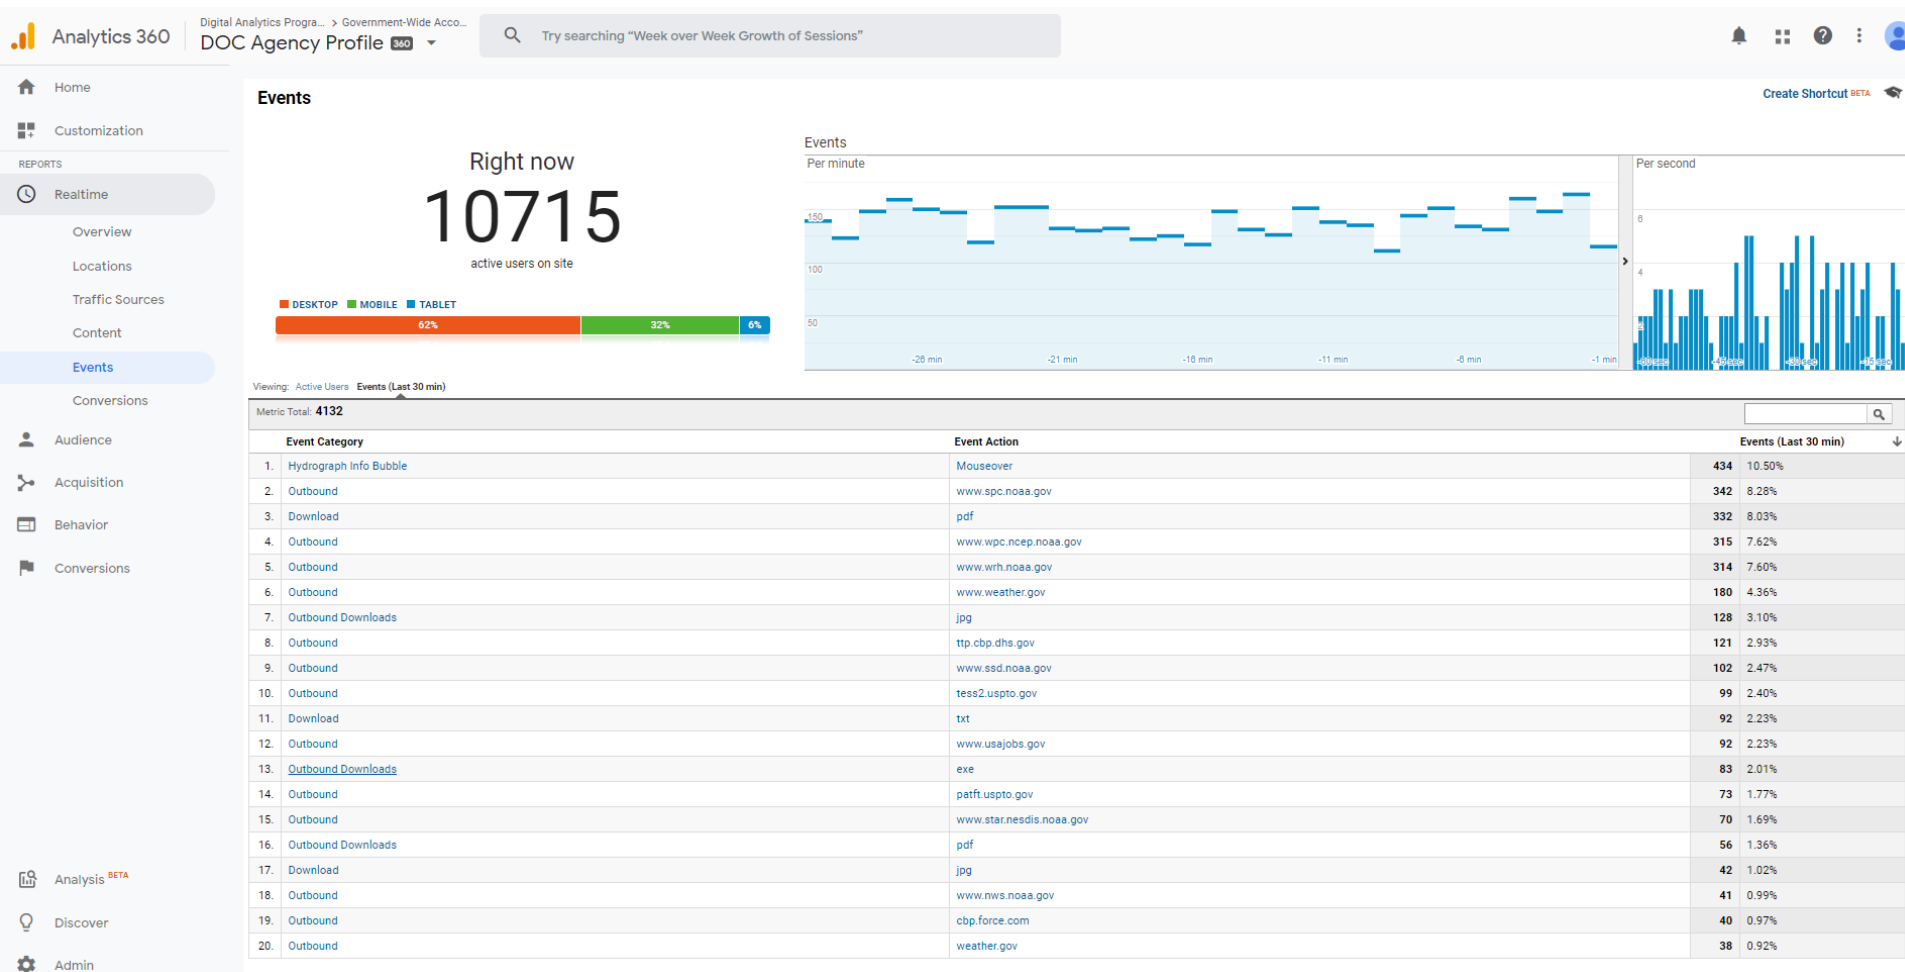 Analytics 360
Digital Analytics Progra... > Government-Wide Acco...
DOC Agency Profile 360
Try searching “Week over Week Growth of Sessions”
Home
Customization
REPORTS
Realtime
Overview
Locations
Traffic Sources
Content
Events
Conversions
Audience
Acquisition
Behavior
Conversions
Analysis BETA
Discover
Admin
Events
Create Shortcut BETA
Right now
10715
active users on site
DESKTOP MOBILE TABLET
62% 32% 6%
Events
Per minute
150
100
50
-26 min -21 min -16 min -11 min -6 min -1 min
Per second
6
4
2
-60 sec -45 sec -30 sec -15 sec
Viewing: Active Users Events (Last 30 min)
Metric Total: 4132
Event Category Event Action Events (Last 30 min)
1. Hydrograph Info Bubble Mouseover 434 10.50%
2. Outbound www.spc.noaa.gov 342 8.28%
3. Download pdf 332 8.03%
4. Outbound www.wpc.ncep.noaa.gov 315 7.62%
5. Outbound www.wrh.noaa.gov 314 7.60%
6. Outbound www.weather.gov 180 4.36%
7. Outbound Downloads jpg 128 3.10%
8. Outbound ttp.cbp.dhs.gov 121 2.93%
9. Outbound www.ssd.noaa.gov 102 2.47%
10. Outbound tess2.uspto.gov 99 2.40%
11. Download txt 92 2.23%
12. Outbound www.usajobs.gov 92 2.23%
13. Outbound Downloads exe 83 2.01%
14. Outbound patft.uspto.gov 73 1.77%
15. Outbound www.star.nesdis.noaa.gov 70 1.69%
16. Outbound Downloads pdf 56 1.36%
17. Download jpg 42 1.02%
18. Outbound www.nws.noaa.gov 41 0.99%
19. Outbound cbp.force.com 40 0.97%
20. Outbound weather.gov 38 0.92%